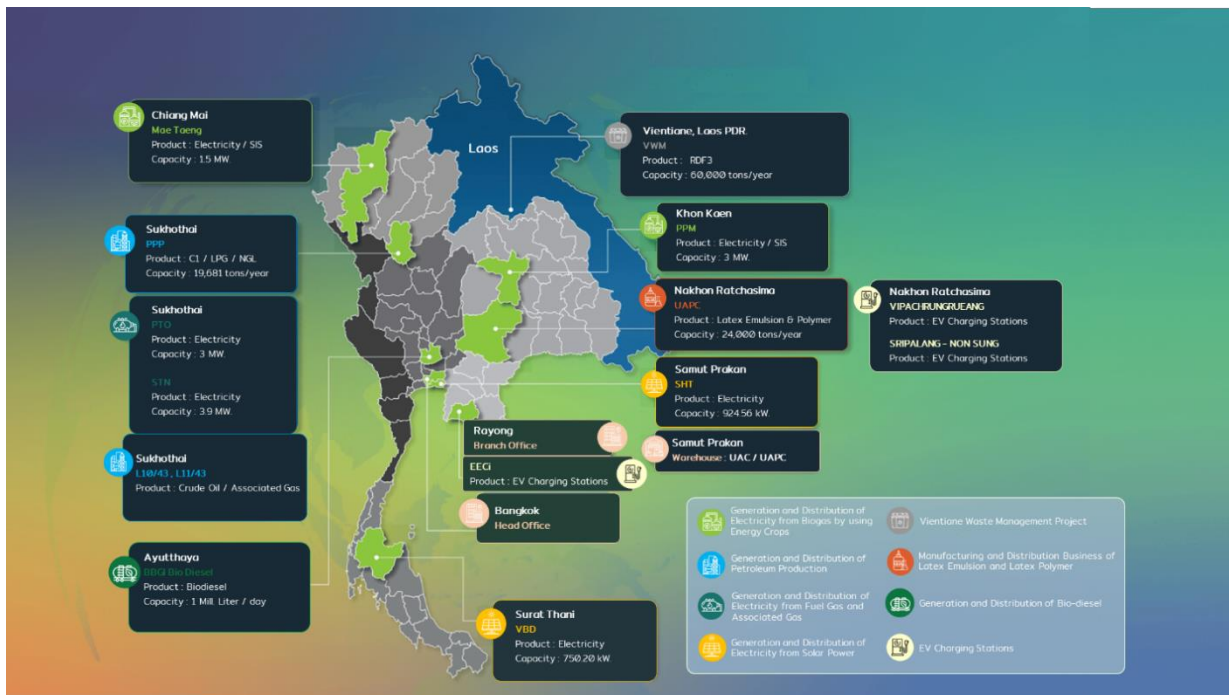 Chiang Mai
Mae Taeng
Product : Electricity / SIS
Capacity : 1.5 MW.
Sukhothai
PPP
Product : C1 / LPG / NGL
Capacity : 19,681 tons/year
Sukhothai
PTO
Product : Electricity
Capacity : 3 MW.
STN
Product : Electricity
Capacity : 3.9 MW.
Sukhothai
L10/43 , L11/43
Product : Crude Oil / Associated Gas
Ayutthaya
BBGI Bio Diesel
Product : Biodiesel
Capacity : 1 Mill. Liter / day
Laos
Vientiane, Laos PDR.
VWM
Product : RDF3
Capacity : 60,000 tons/year
Khon Kaen
PPM
Product : Electricity / SIS
Capacity : 3 MW.
Nakhon Ratchasima
UAPC
Product : Latex Emulsion & Polymer
Capacity : 24,000 tons/year
Nakhon Ratchasima
VIPACHRUNGRUEANG
Product : EV Charging Stations
SRIPALANG - NON SUNG
Product : EV Charging Stations
Samut Prakan
SHT
Product : Electricity
Capacity : 924.56 kW.
Samut Prakan
Warehouse : UAC / UAPC
Rayong
Branch Office
EECi
Product : EV Charging Stations
Bangkok
Head Office
Surat Thani
VBD
Product : Electricity
Capacity : 750.20 kW.
Generation and Distribution of
Electricity from Biogas by using
Energy Crops
Generation and Distribution of
Petroleum Production
Generation and Distribution of
Electricity from Fuel Gas and
Associated Gas
Generation and Distribution of
Electricity from Solar Power
Vientiane Waste Management Project
Manufacturing and Distribution Business of
Latex Emulsion and Latex Polymer
Generation and Distribution of Bio-diesel
EV Charging Stations